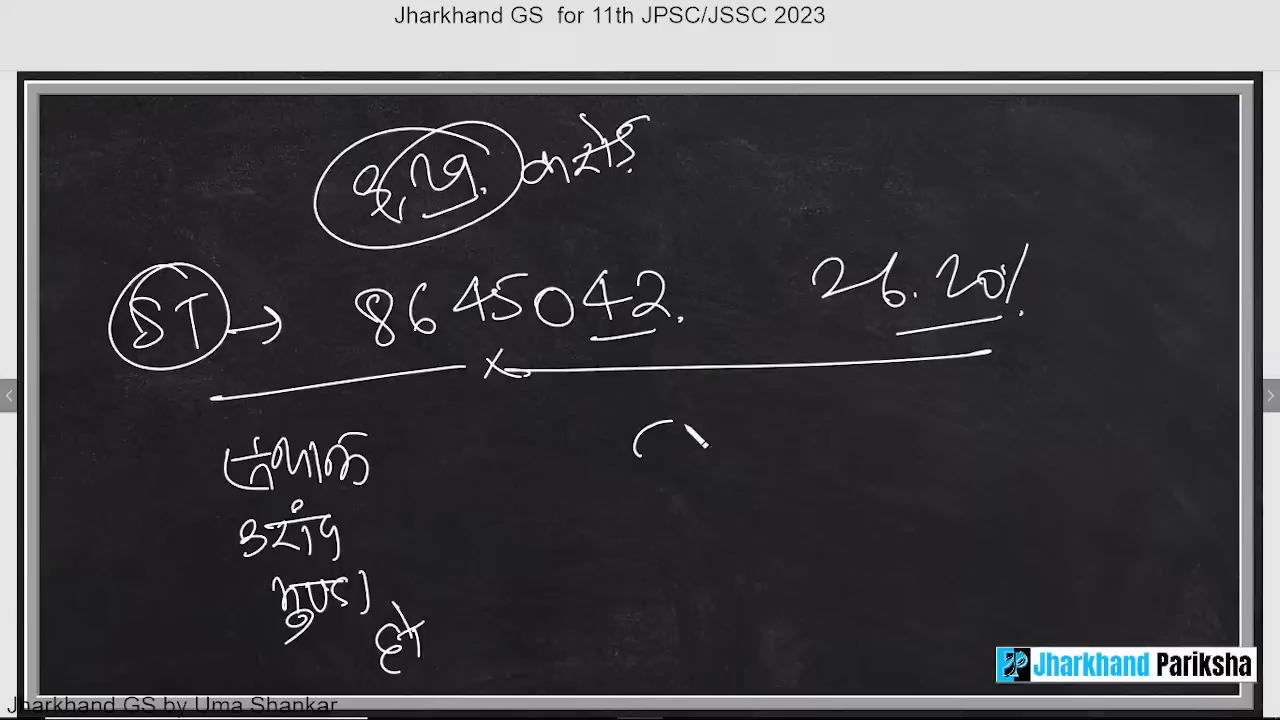 Jharkhand GS for 11th JPSC/JSSC 2023
ST → 8645042. 26.20%
संथाल
उरांव
मुण्डा
हो
Jharkhand Pariksha
Jharkhand GS by Uma Shankar